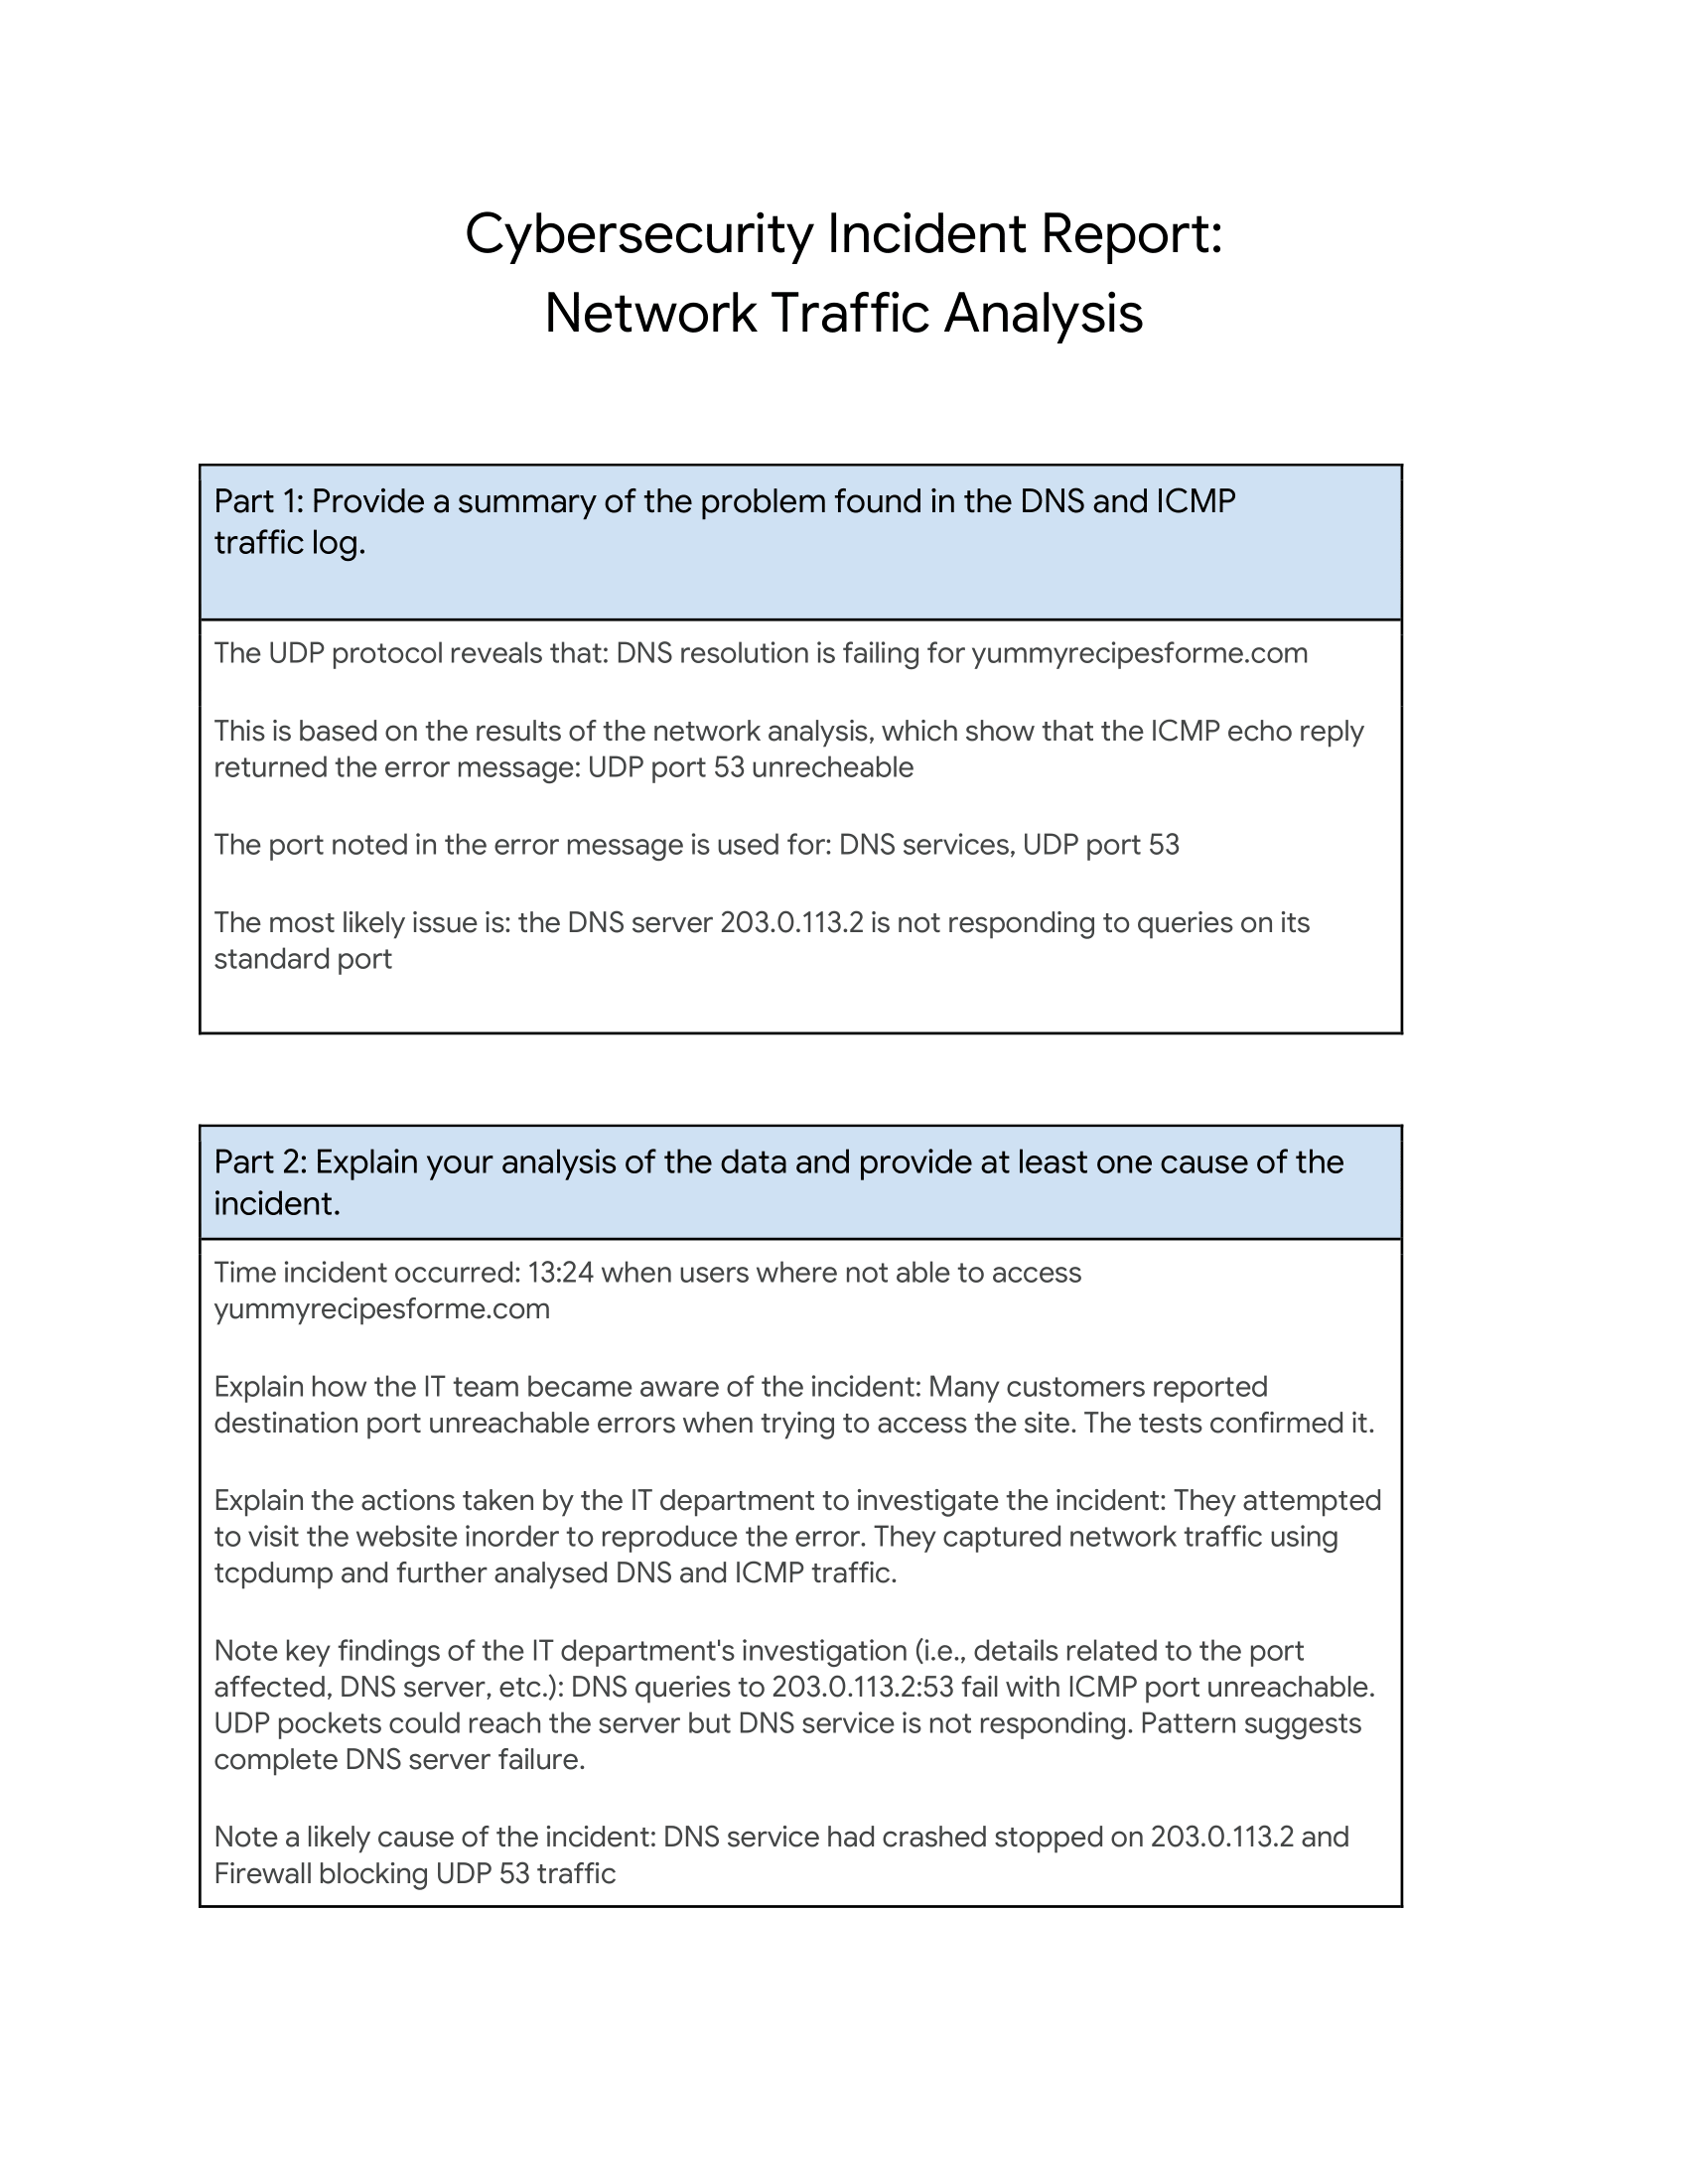 Cybersecurity Incident Report:
Network Traffic Analysis
Part 1: Provide a summary of the problem found in the DNS and ICMP
traffic log.
The UDP protocol reveals that: DNS resolution is failing for yummyrecipesforme.com
This is based on the results of the network analysis, which show that the ICMP echo reply
returned the error message: UDP port 53 unrecheable
The port noted in the error message is used for: DNS services, UDP port 53
The most likely issue is: the DNS server 203.0.113.2 is not responding to queries on its
standard port
Part 2: Explain your analysis of the data and provide at least one cause of the
incident.
Time incident occurred: 13:24 when users where not able to access
yummyrecipesforme.com
Explain how the IT team became aware of the incident: Many customers reported
destination port unreachable errors when trying to access the site. The tests confirmed it.
Explain the actions taken by the IT department to investigate the incident: They attempted
to visit the website inorder to reproduce the error. They captured network traffic using
tcpdump and further analysed DNS and ICMP traffic.
Note key findings of the IT department's investigation (i.e., details related to the port
affected, DNS server, etc.): DNS queries to 203.0.113.2:53 fail with ICMP port unreachable.
UDP pockets could reach the server but DNS service is not responding. Pattern suggests
complete DNS server failure.
Note a likely cause of the incident: DNS service had crashed stopped on 203.0.113.2 and
Firewall blocking UDP 53 traffic